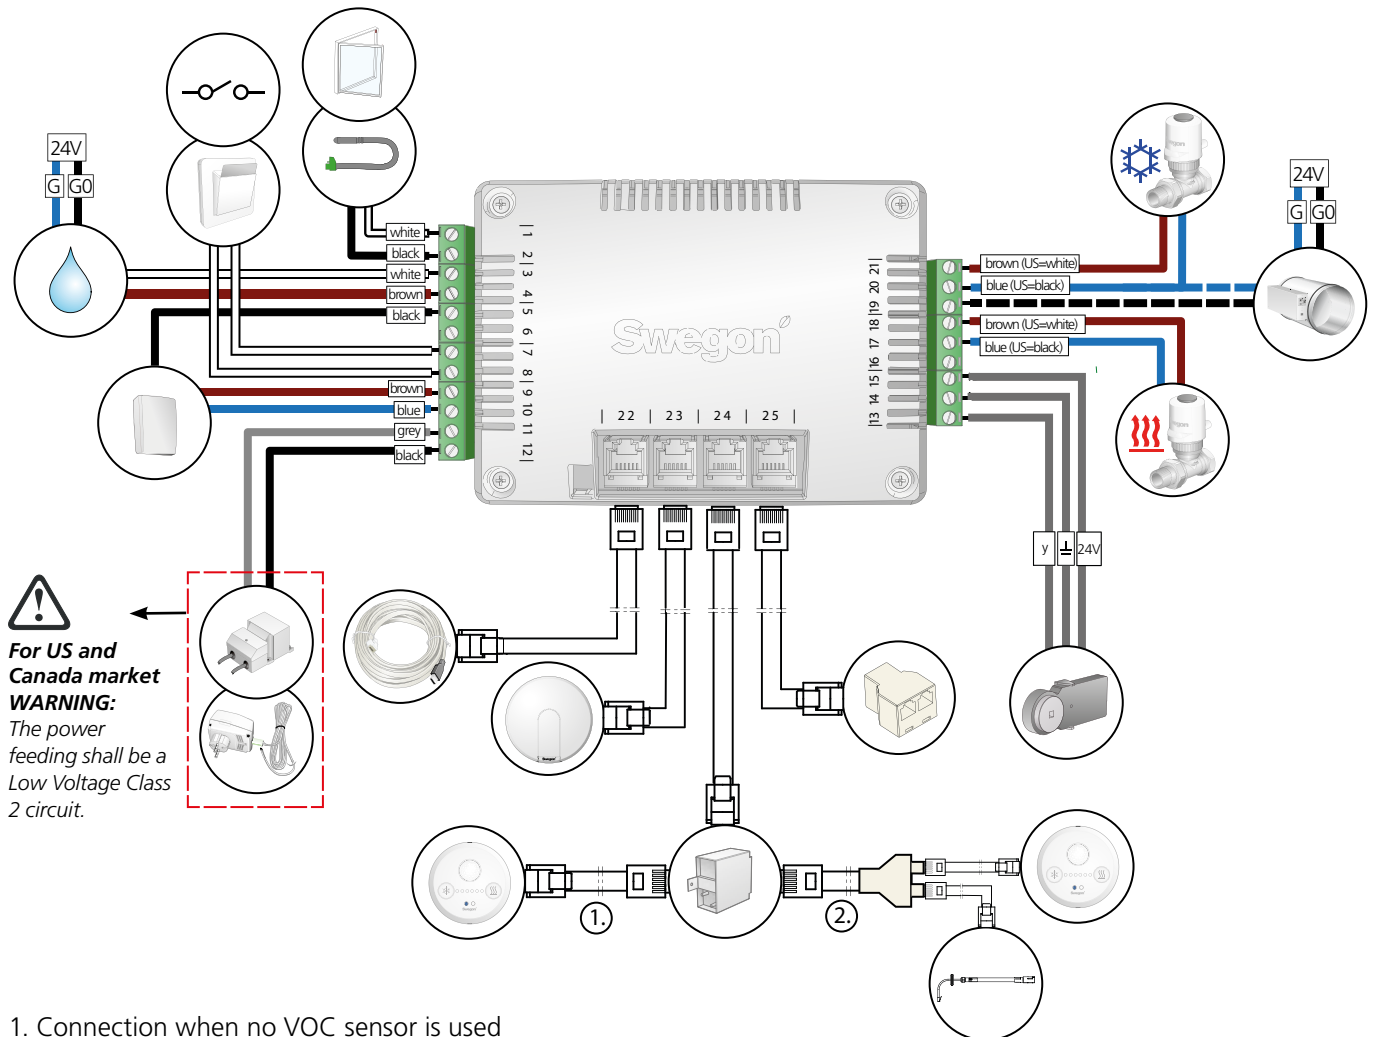 24V
G G0
white
black
white
brown
black
brown
blue
grey
black
|1
2|
|3
4|
|5
6|
|7
8|
|9
10
11
12|
Swegon
| 22 | 23 | 24 | 25 |
21|
20
|19
18
17
|16
15|
14
|13
brown (US=white)
blue (US=black)
brown (US=white)
blue (US=black)
24V
G G0
y
24V
For US and
Canada market
WARNING:
The power
feeding shall be a
Low Voltage Class
2 circuit.
Swegon
1.
2.
Swegon
Swegon
1. Connection when no VOC sensor is used